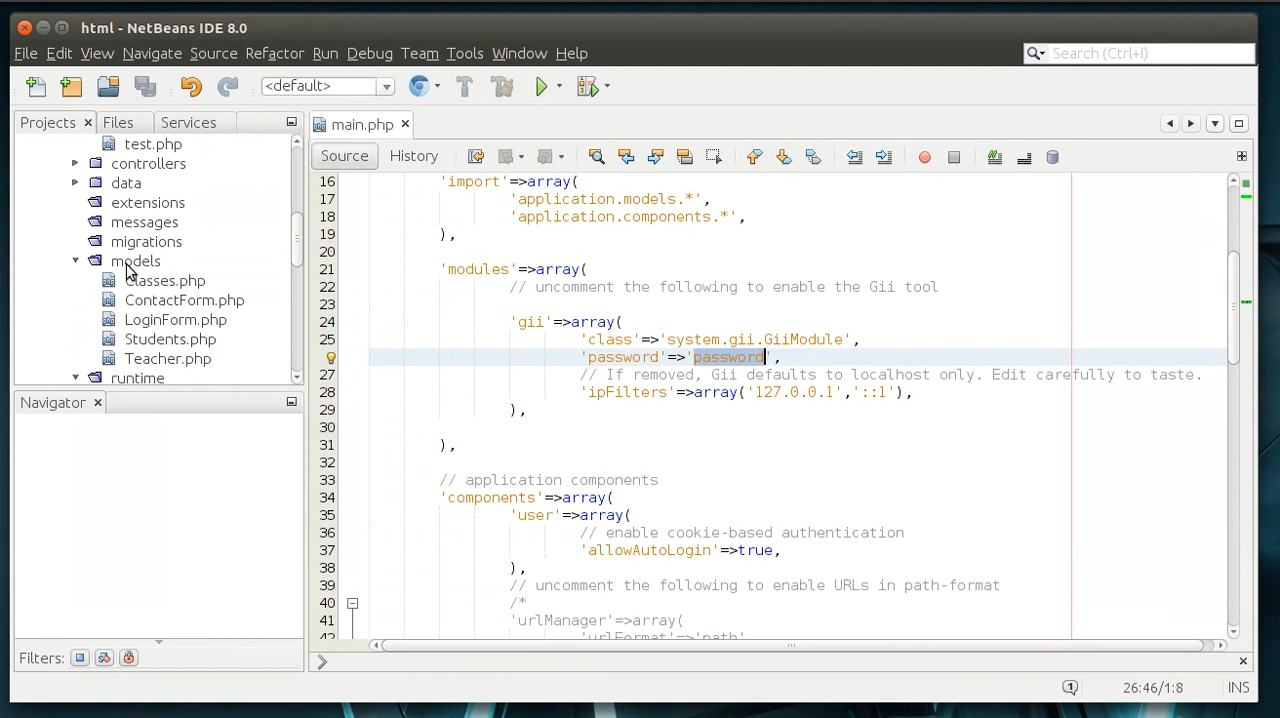 html - NetBeans IDE 8.0
File Edit View Navigate Source Refactor Run Debug Team Tools Window Help
Search (Ctrl+I)
<default>
Projects Files Services
main.php
test.php
controllers
data
extensions
messages
migrations
models
Classes.php
ContactForm.php
LoginForm.php
Students.php
Teacher.php
runtime
Navigator
Filters:
Source History
16 'import'=>array(
17 'application.models.*',
18 'application.components.*',
19 ),
20
21 'modules'=>array(
22 // uncomment the following to enable the Gii tool
24 'gii'=>array(
25 'class'=>'system.gii.GiiModule',
'password'=>'password',
27 // If removed, Gii defaults to localhost only. Edit carefully to taste.
28 'ipFilters'=>array('127.0.0.1','::1'),
29 ),
30
31 ),
32
33 // application components
34 'components'=>array(
35 'user'=>array(
36 // enable cookie-based authentication
37 'allowAutoLogin'=>true,
38 ),
39 // uncomment the following to enable URLs in path-format
40 /*
41 'urlManager'=>array(
42 'urlFormat'=>'path'
1 26:46/1:8 INS